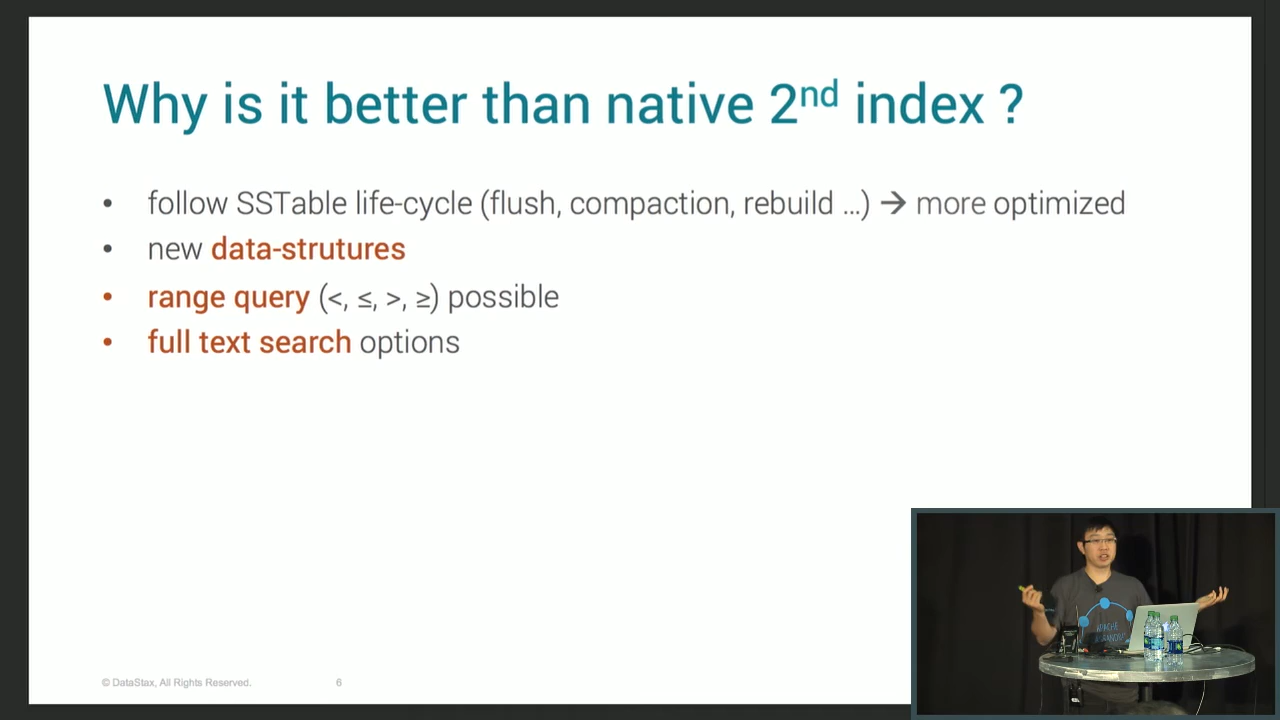 Why is it better than native 2nd index ?
• follow SSTable life-cycle (flush, compaction, rebuild ...) → more optimized
• new data-strutures
• range query (<, ≤, >, ≥) possible
• full text search options
© DataStax, All Rights Reserved. 6
APACHE